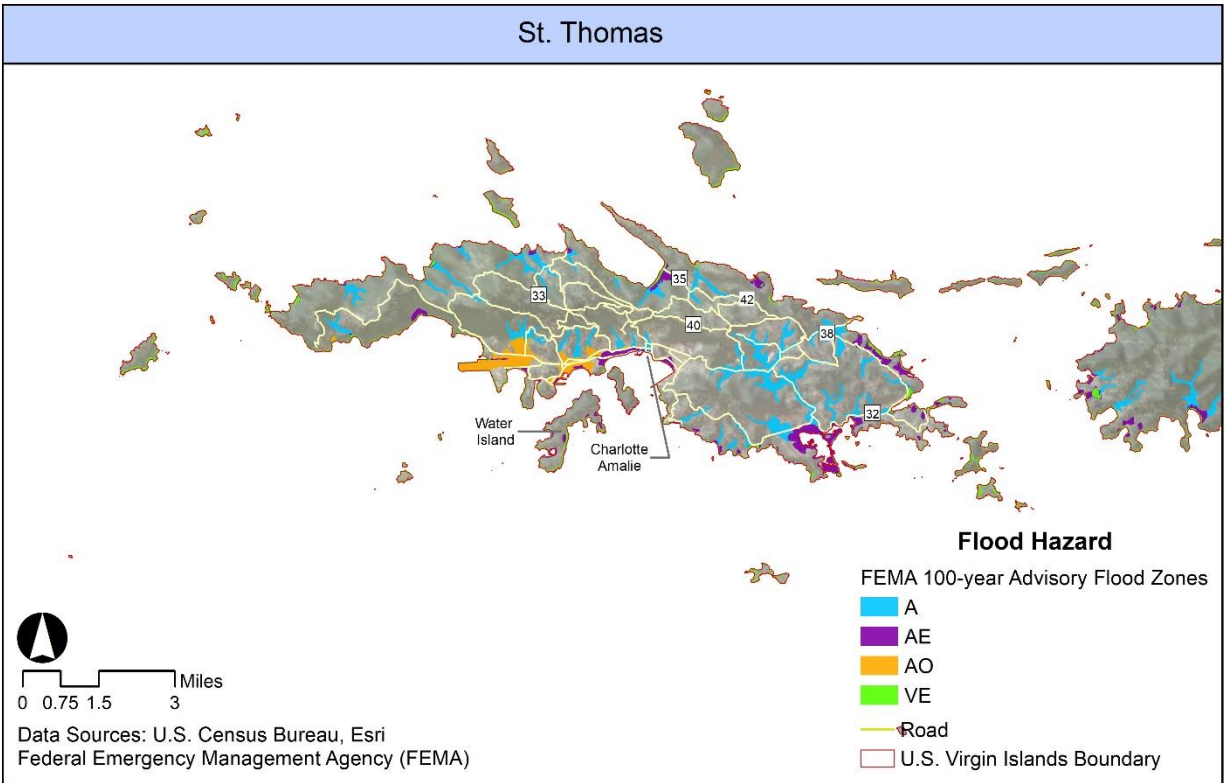 St. Thomas
35
33
42
40
38
32
Water
Island
Charlotte
Amalie
Flood Hazard
FEMA 100-year Advisory Flood Zones
A
AE
AO
VE
Road
U.S. Virgin Islands Boundary
Miles
0 0.75 1.5 3
Data Sources: U.S. Census Bureau, Esri
Federal Emergency Management Agency (FEMA)